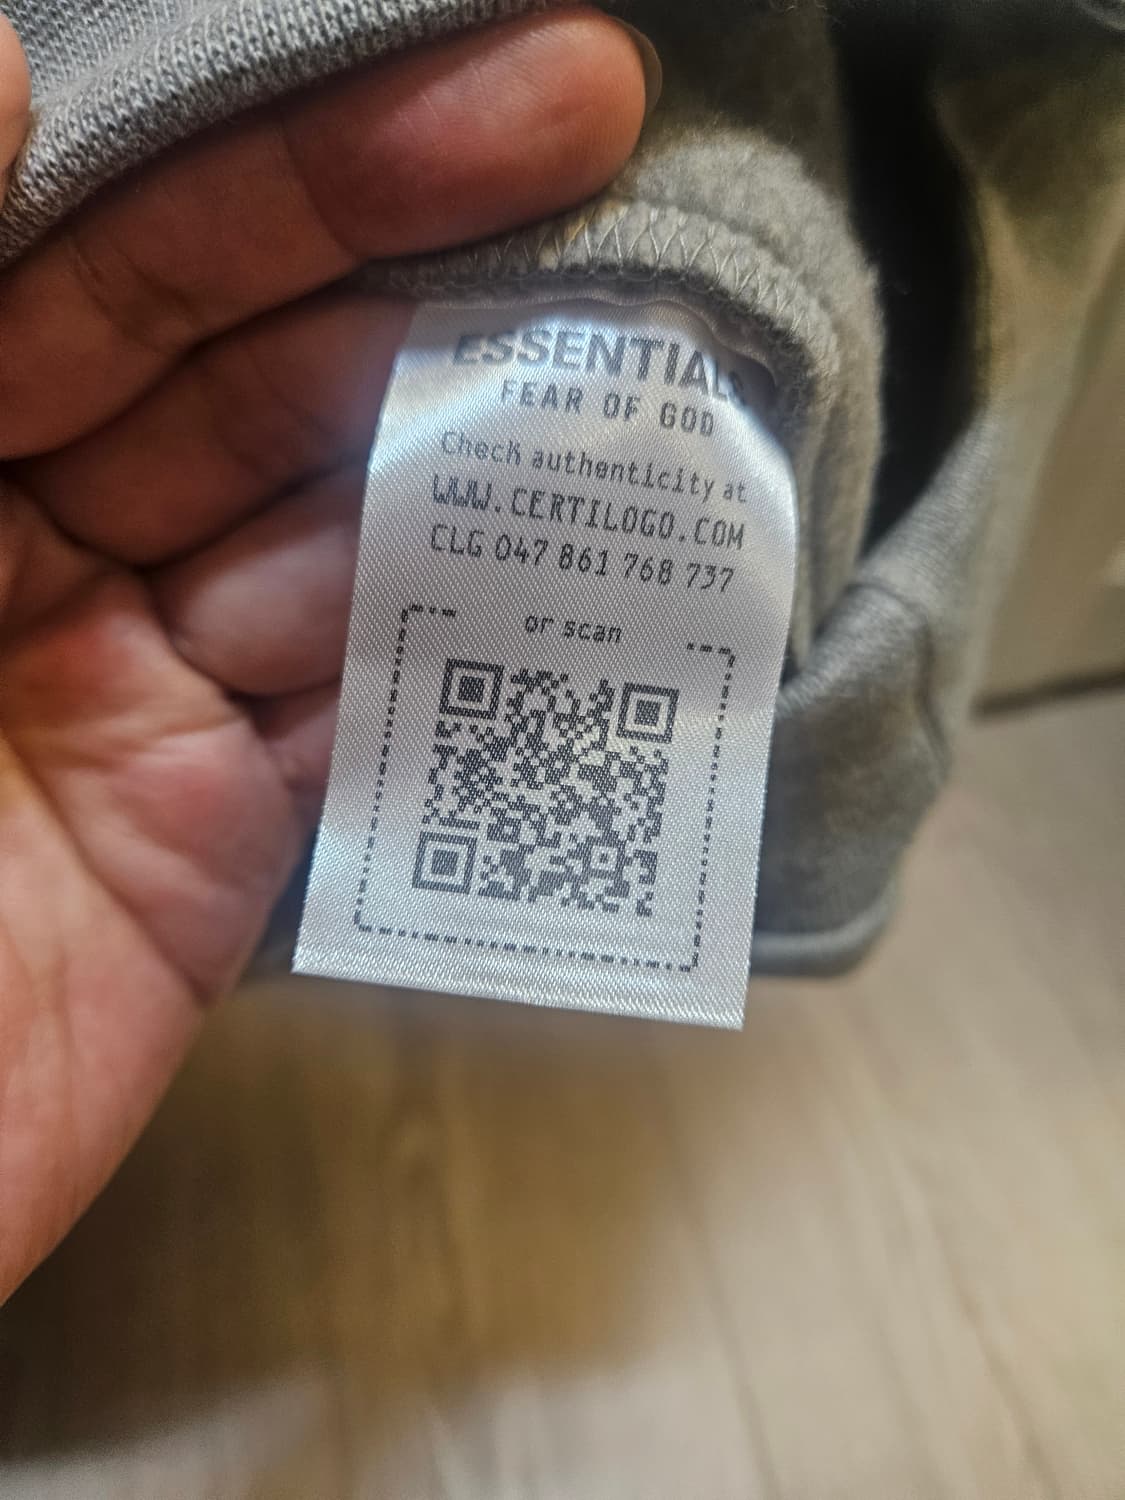 ESSENTIALS
FEAR OF GOD
Check authenticity at
WWW.CERTILOGO.COM
CLG 047 861 768 737
or scan